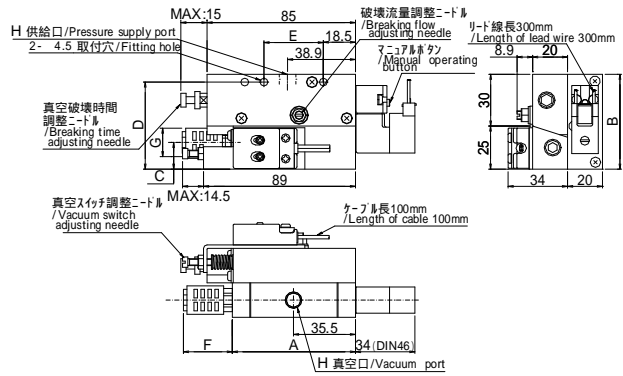 MAX:15
85
H 供給口/Pressure support port
2- 4.5 取付穴/Fitting hole
E
18.5
38.9
破壊流量調整ニードル
/Breaking flow
adjusting needle
マニュアルボタン
/Manual operating
button
リード線長300mm
/Length of lead wire 300mm
8.9
20
真空破壊時間
調整ニードル
/Breaking time
adjusting needle
D
G
C
30
25
B
MAX:14.5
89
34
20
真空スイッチ調整ニードル
/Vacuum switch
adjusting needle
ケーブル長100mm
/Length of cable 100mm
35.5
F
A
34 (DIN46)
H 真空口/Vacuum port